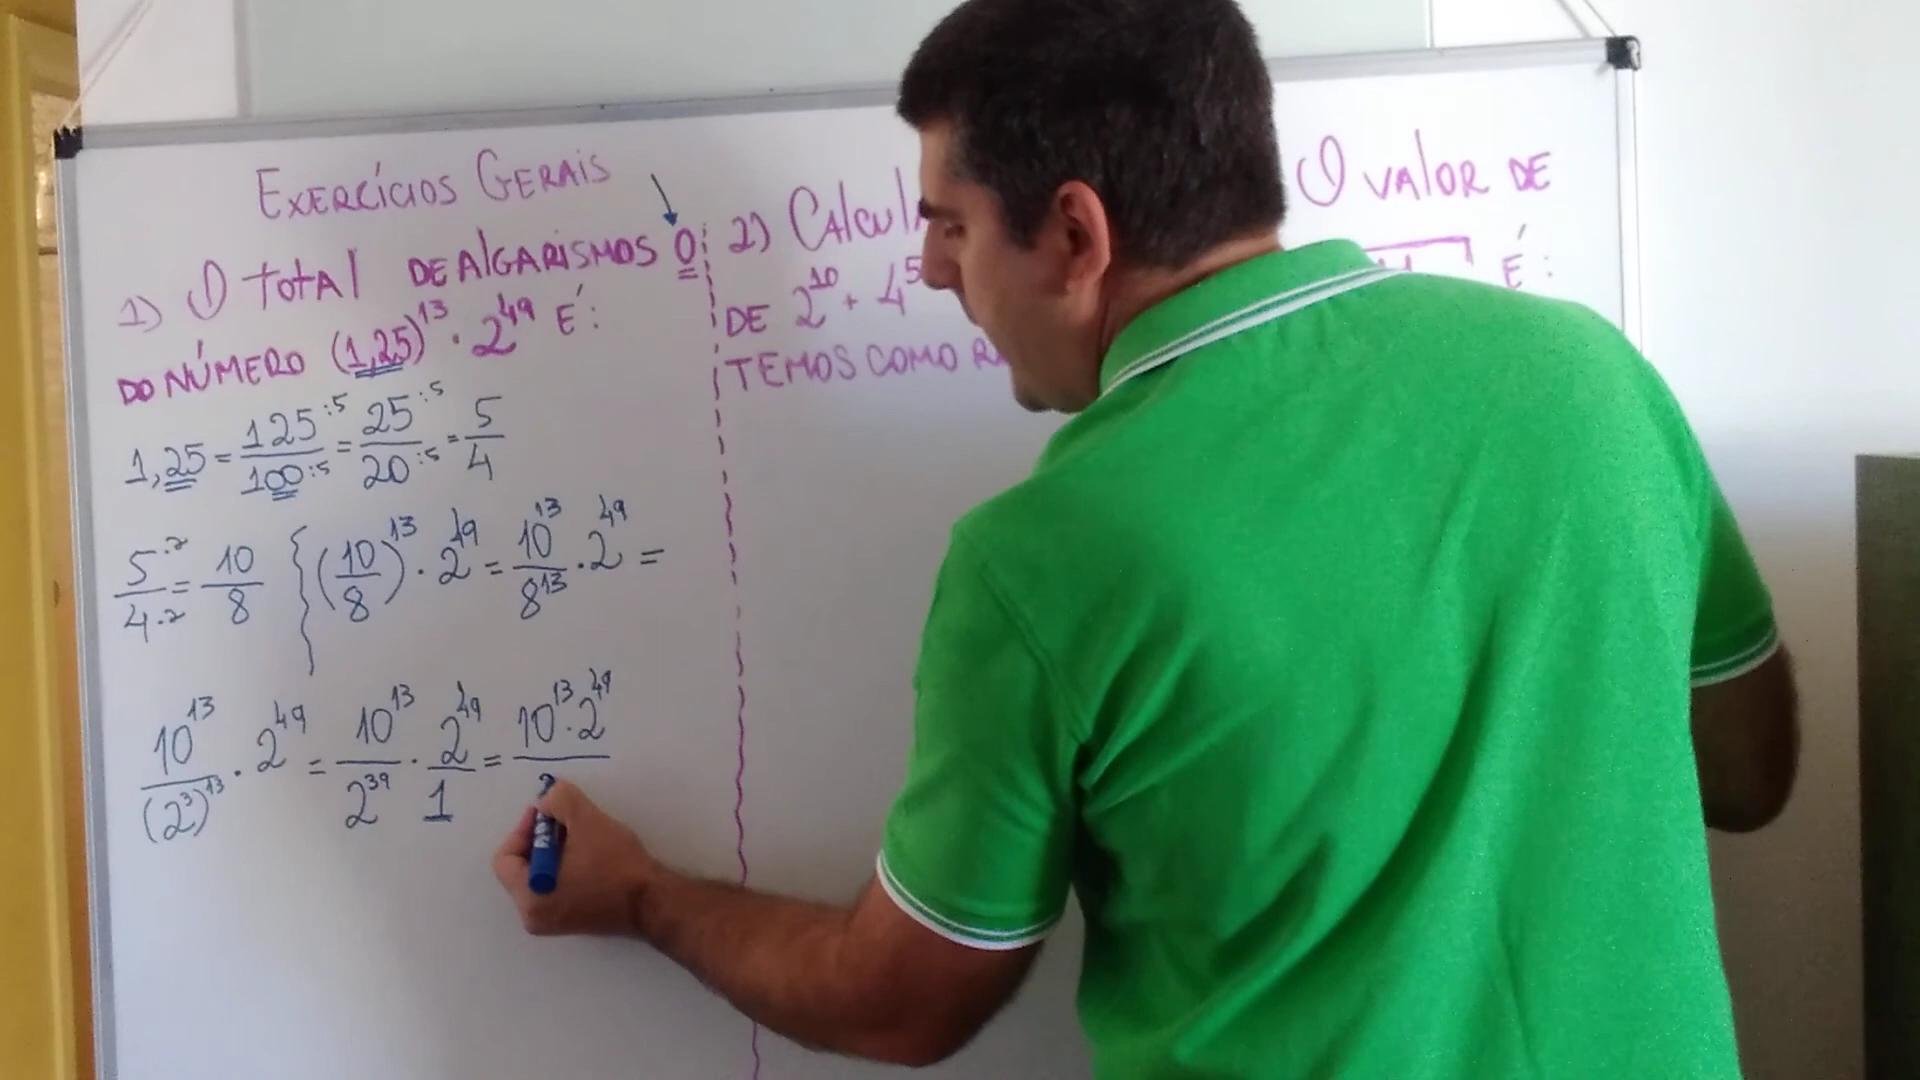 EXERCÍCIOS GERAIS
1) O TOTAL DE ALGARISMOS 0
DO NÚMERO (1,25)^13 · 2^49 É:
1,25 = 125:5/100:5 = 25:5/20:5 = 5/4
5·2/4·2 = 10/8 { (10/8)^13 · 2^49 = 10^13/8^13 · 2^49 =
10^13/(2^3)^13 · 2^49 = 10^13/2^39 · 2^49/1 = 10^13 · 2^49
2) O VALOR DE
DE 2^10 + 4^5 É:
TEMOS COMO